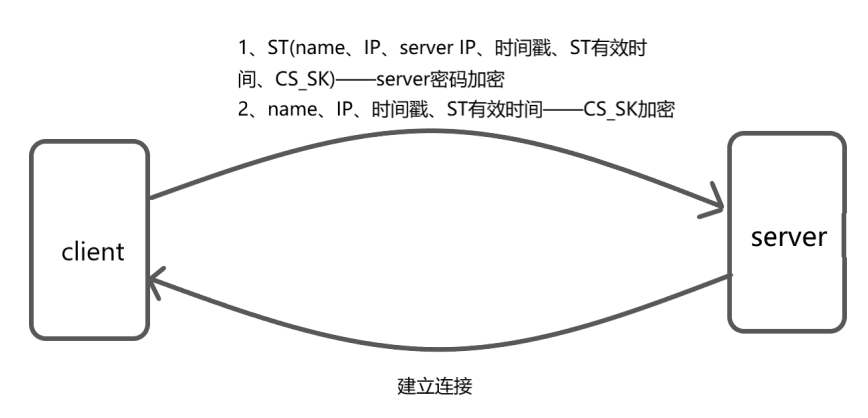 1、ST(name、IP、server IP、时间戳、ST有效时
间、CS_SK)——server密码加密
2、name、IP、时间戳、ST有效时间——CS_SK加密
client
server
建立连接